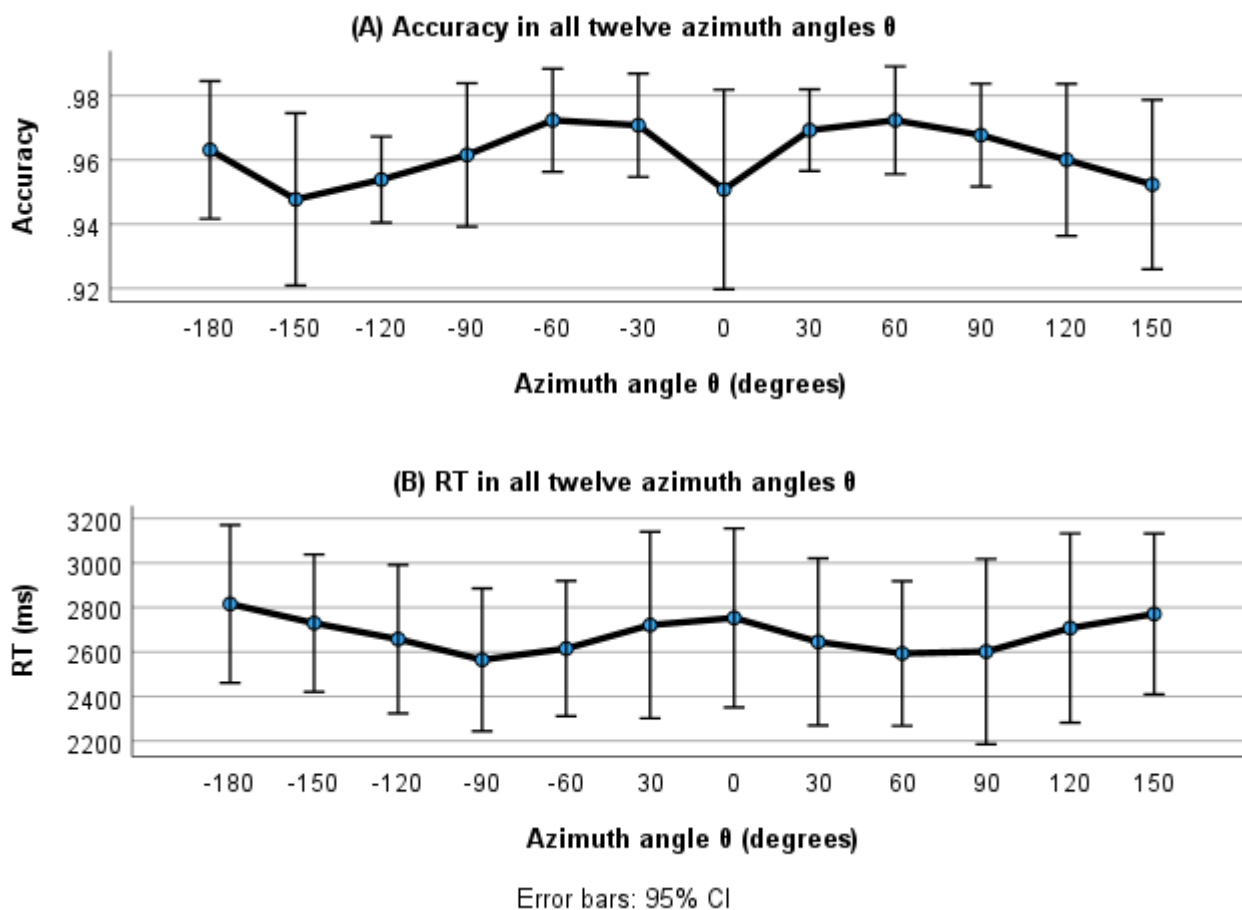 (A) Accuracy in all twelve azimuth angles θ
Accuracy
.98
.96
.94
.92
-180 -150 -120 -90 -60 -30 0 30 60 90 120 150
Azimuth angle θ (degrees)
(B) RT in all twelve azimuth angles θ
RT (ms)
3200
3000
2800
2600
2400
2200
-180 -150 -120 -90 -60 30 0 30 60 90 120 150
Azimuth angle θ (degrees)
Error bars: 95% CI